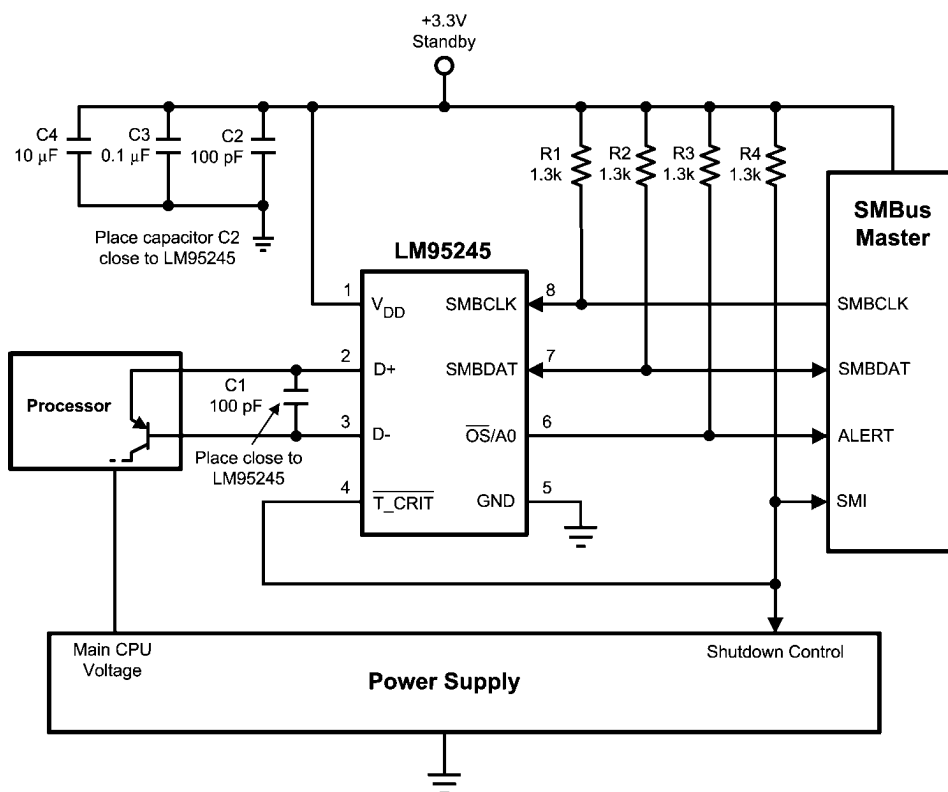 +3.3V
Standby
C4
10 μF
C3
0.1 μF
C2
100 pF
R1
1.3k
R2
1.3k
R3
1.3k
R4
1.3k
Place capacitor C2
close to LM95245
LM95245
SMBus
Master
1
VDD
SMBCLK
8
SMBCLK
2
D+
SMBDAT
7
SMBDAT
Processor
C1
100 pF
3
D-
OS/A0
6
ALERT
Place close to
LM95245
4
T_CRIT
GND
5
SMI
Main CPU
Voltage
Shutdown Control
Power Supply